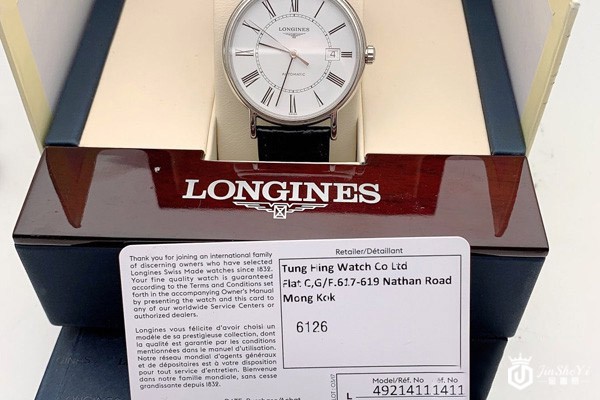 LONGINES
AUTOMATIC
4
LONGINES
Thank you for joining an international family
of discerning owners who have selected
Longines Swiss Made watches since 1832.
Your fine quality watch is guaranteed
according to the Terms and Conditions set
forth in the accompanying Owner's Manual
by presenting the watch and this card to
any of our worldwide Service Centers or
authorized dealers.
Longines vous félicite d'avoir choisi un
modèle de sa prestigieuse collection, dont
la qualité est garantie par les conditions
mentionnées dans le manuel d'utilisation.
Notre réseau mondial d'agents généraux
et de dépositaires est à votre disposition
pour tout service d'entretien. Bienvenue
dans notre famille mondiale, sans cesse
grandissante depuis 1832.
Retailer/Détaillant
Tung Hing Watch Co Ltd
Flat C,G/F.617-619 Nathan Road
Mong Kok
6126
Model/Réf. No
L 49214111411
JinSheYi